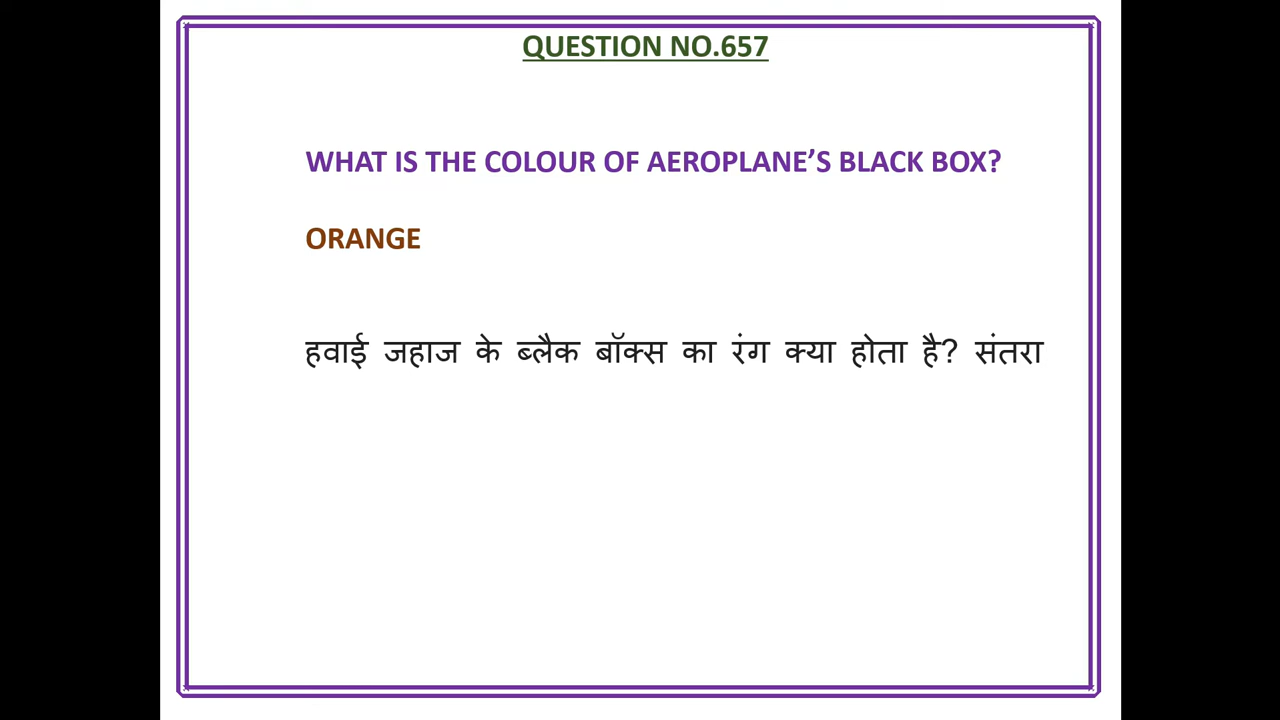 QUESTION NO.657
WHAT IS THE COLOUR OF AEROPLANE’S BLACK BOX?
ORANGE
हवाई जहाज के ब्लैक बॉक्स का रंग क्या होता है? संतरा